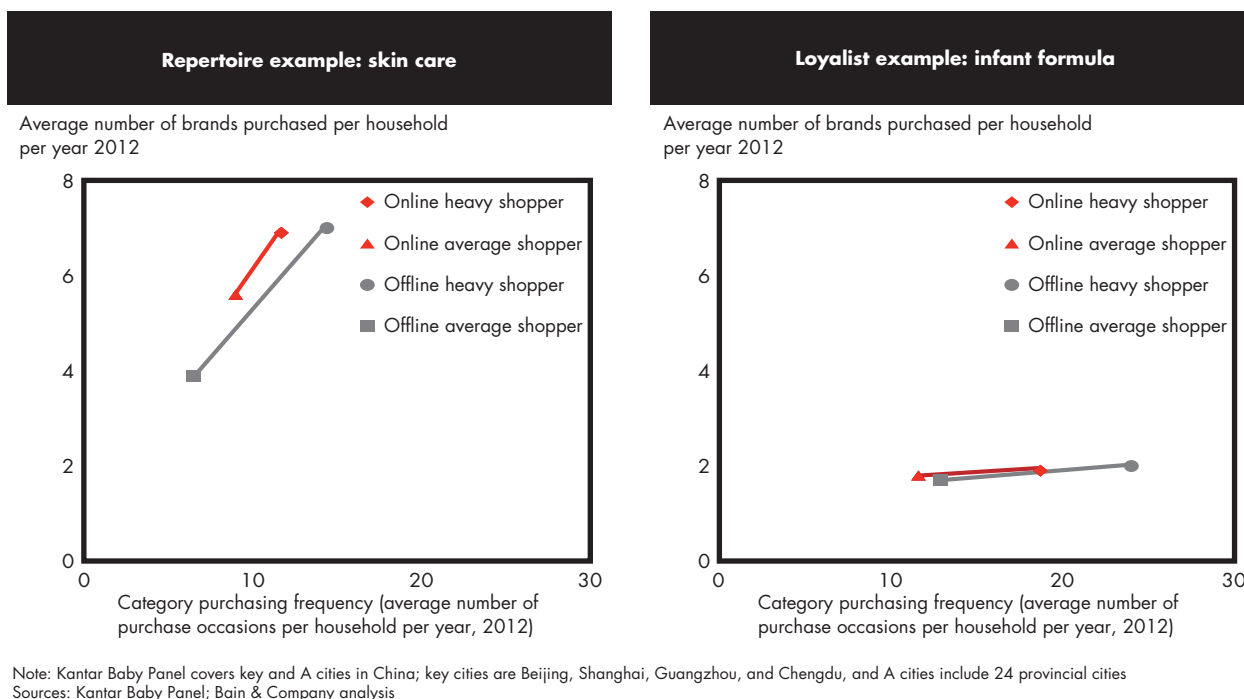 Repertoire example: skin care
Average number of brands purchased per household
per year 2012
8
6
4
2
0
0
10
20
30
Online heavy shopper
Online average shopper
Offline heavy shopper
Offline average shopper
Category purchasing frequency (average number of
purchase occasions per household per year, 2012)
Loyalist example: infant formula
Average number of brands purchased per household
per year 2012
8
6
4
2
0
0
10
20
30
Online heavy shopper
Online average shopper
Offline heavy shopper
Offline average shopper
Category purchasing frequency (average number of
purchase occasions per household per year, 2012)
Note: Kantar Baby Panel covers key and A cities in China; key cities are Beijing, Shanghai, Guangzhou, and Chengdu, and A cities include 24 provincial cities
Sources: Kantar Baby Panel; Bain & Company analysis